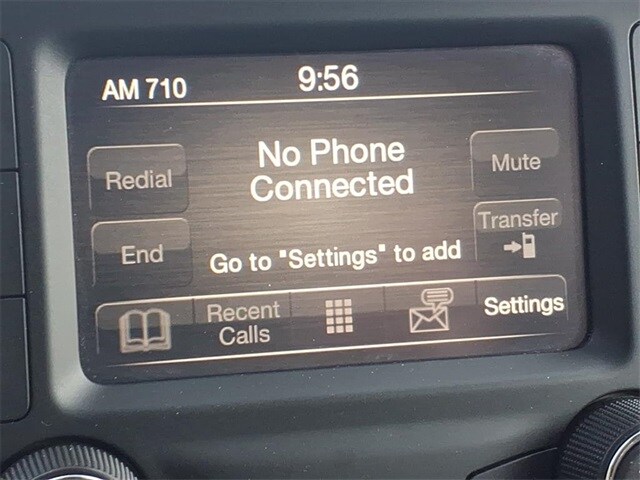 AM 710
9:56
No Phone
Connected
Redial
Mute
End
Transfer
Go to "Settings" to add
Recent
Calls
Settings